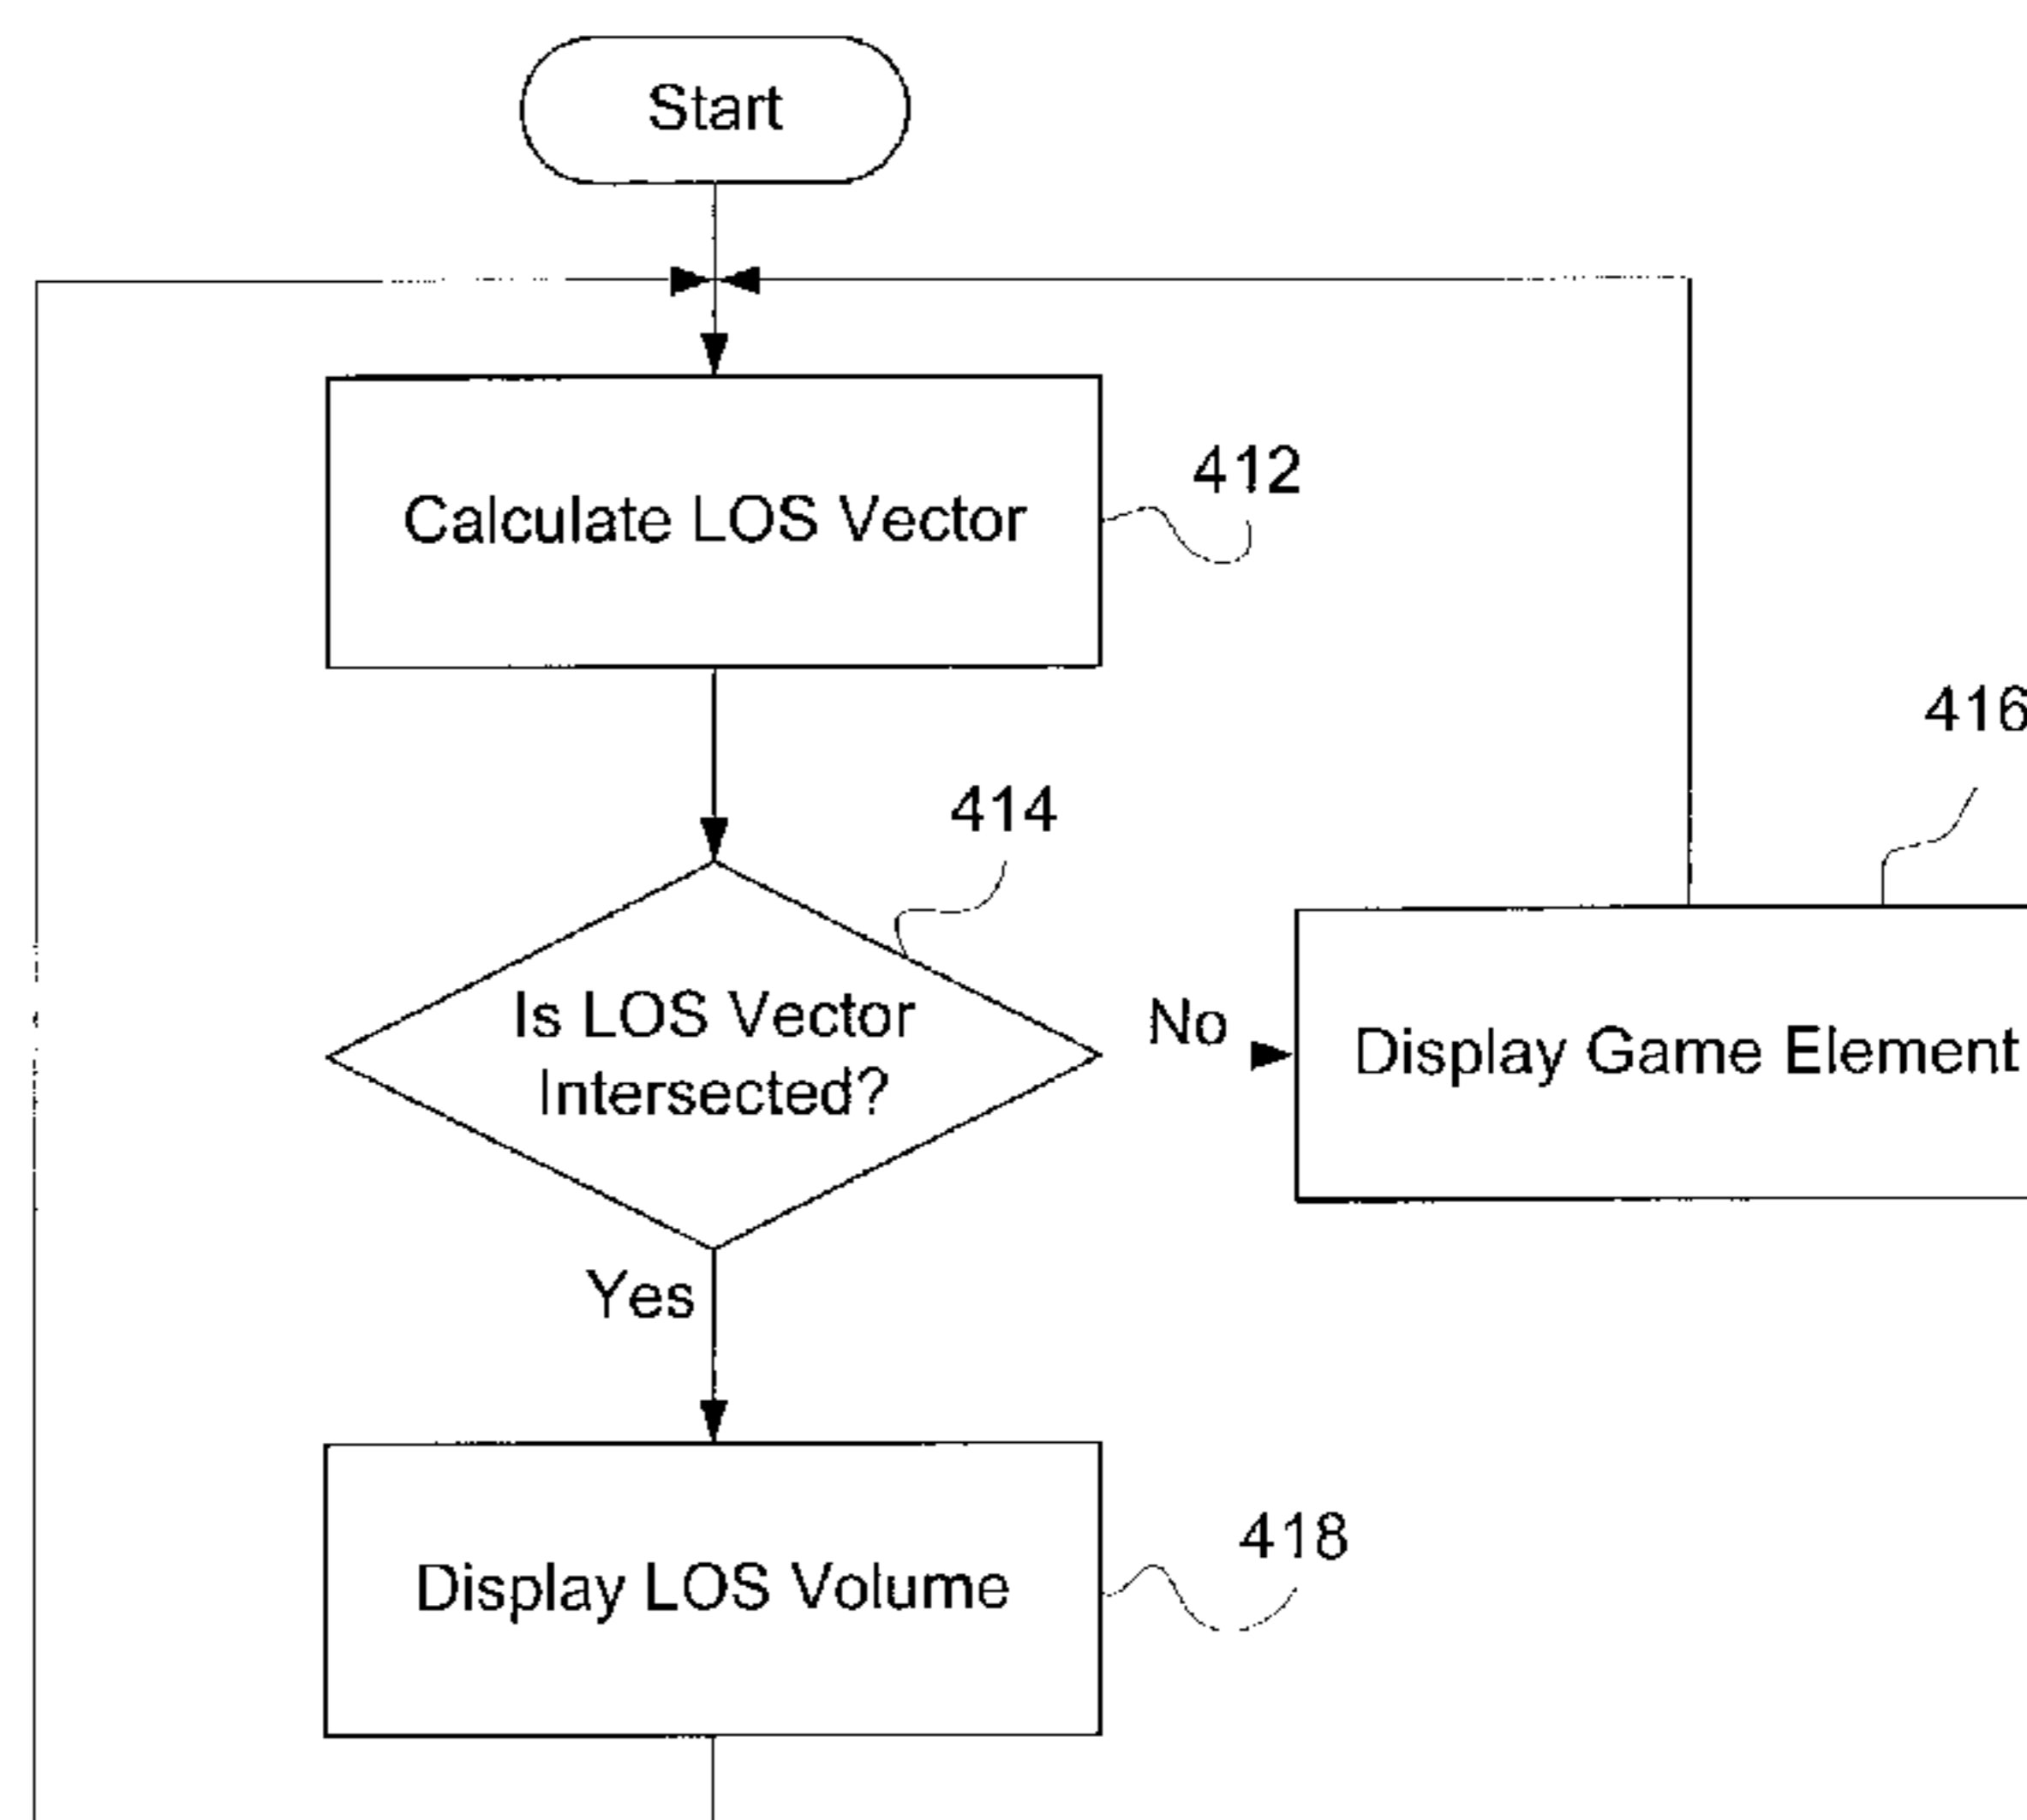 Start
Calculate LOS Vector
412
416
414
Is LOS Vector
Intersected?
No
Display Game Element
Yes
Display LOS Volume
418